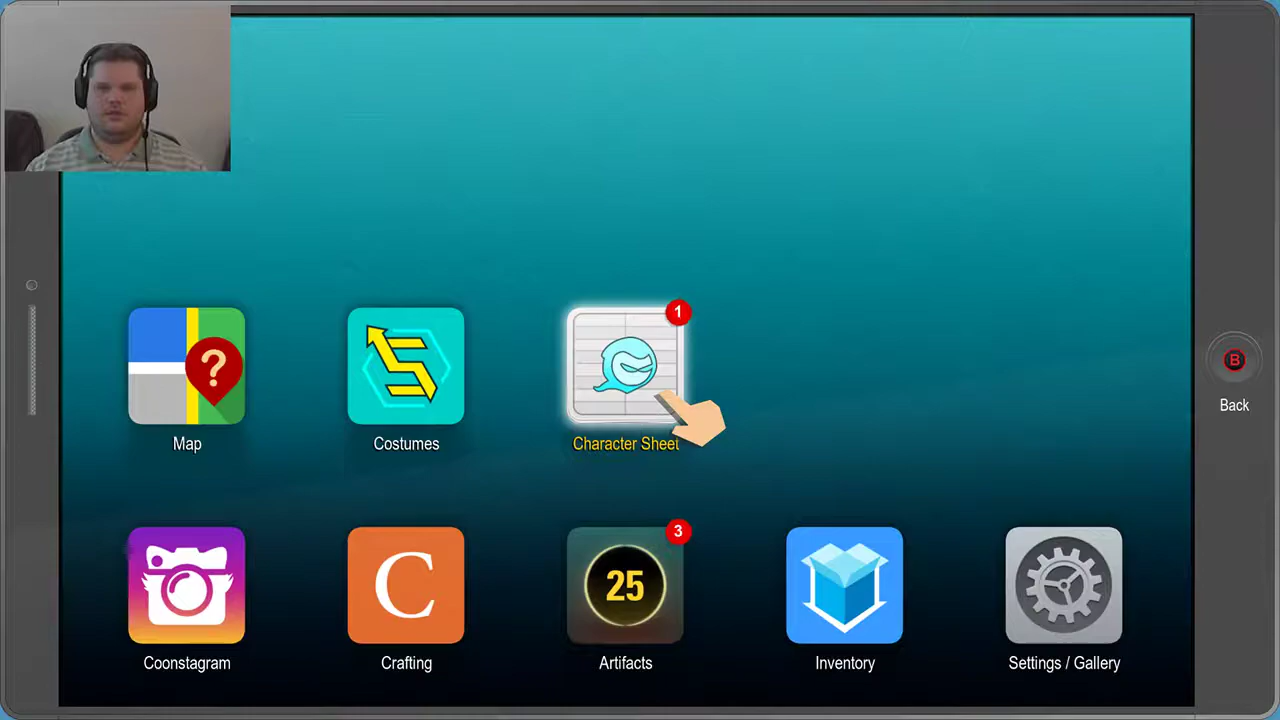 ?
1
Map
Costumes
Character Sheet
B
Back
C
3
25
Coonstagram
Crafting
Artifacts
Inventory
Settings / Gallery